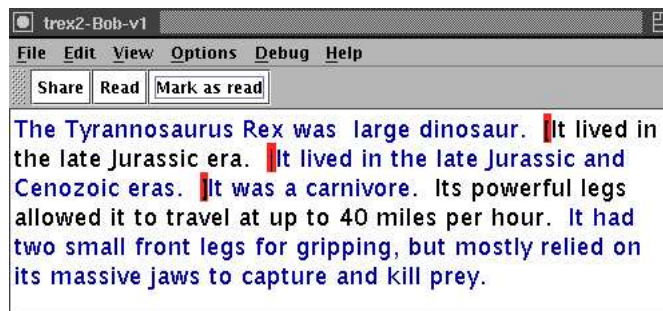 trex2-Bob-v1
File Edit View Options Debug Help
Share Read Mark as read
The Tyrannosaurus Rex was large dinosaur. [It lived in
the late Jurassic era. |It lived in the late Jurassic and
Cenozoic eras. ]It was a carnivore. Its powerful legs
allowed it to travel at up to 40 miles per hour. It had
two small front legs for gripping, but mostly relied on
its massive jaws to capture and kill prey.